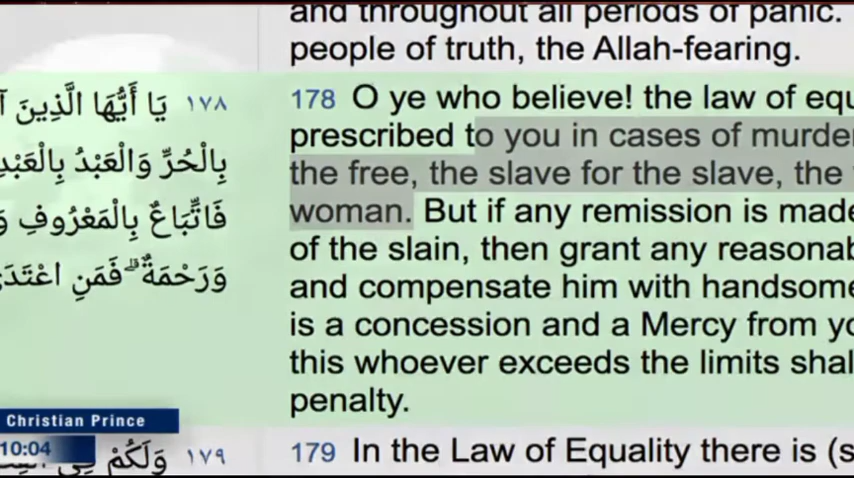 and throughout all periods of panic.
people of truth, the Allah-fearing.
١٧٨ يَا أَيُّهَا الَّذِينَ
بِالْحُرِّ وَالْعَبْدُ بِالْعَبْدِ
فَاتِّبَاعٌ بِالْمَعْرُوفِ
وَرَحْمَةٌ ۗ فَمَنِ اعْتَدَىٰ
178 O ye who believe! the law of equ
prescribed to you in cases of murder
the free, the slave for the slave, the
woman. But if any remission is made
of the slain, then grant any reasonab
and compensate him with handsome
is a concession and a Mercy from yo
this whoever exceeds the limits shal
penalty.
Christian Prince
10:04
١٧٩ وَلَكُمْ فِي
179 In the Law of Equality there is (s